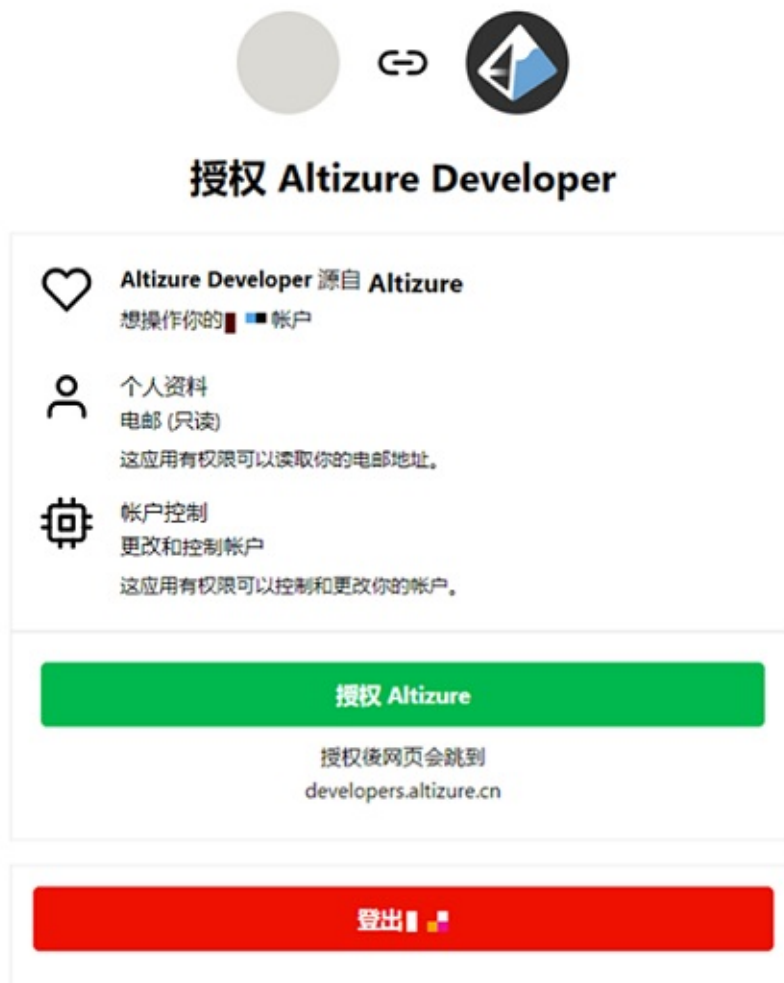 授权 Altizure Developer
Altizure Developer 源自 Altizure
想操作你的 帐户
个人资料
电邮 (只读)
这应用有权限可以读取你的电邮地址。
帐户控制
更改和控制帐户
这应用有权限可以控制和更改你的帐户。
授权 Altizure
授权後网页会跳到
developers.altizure.cn
登出